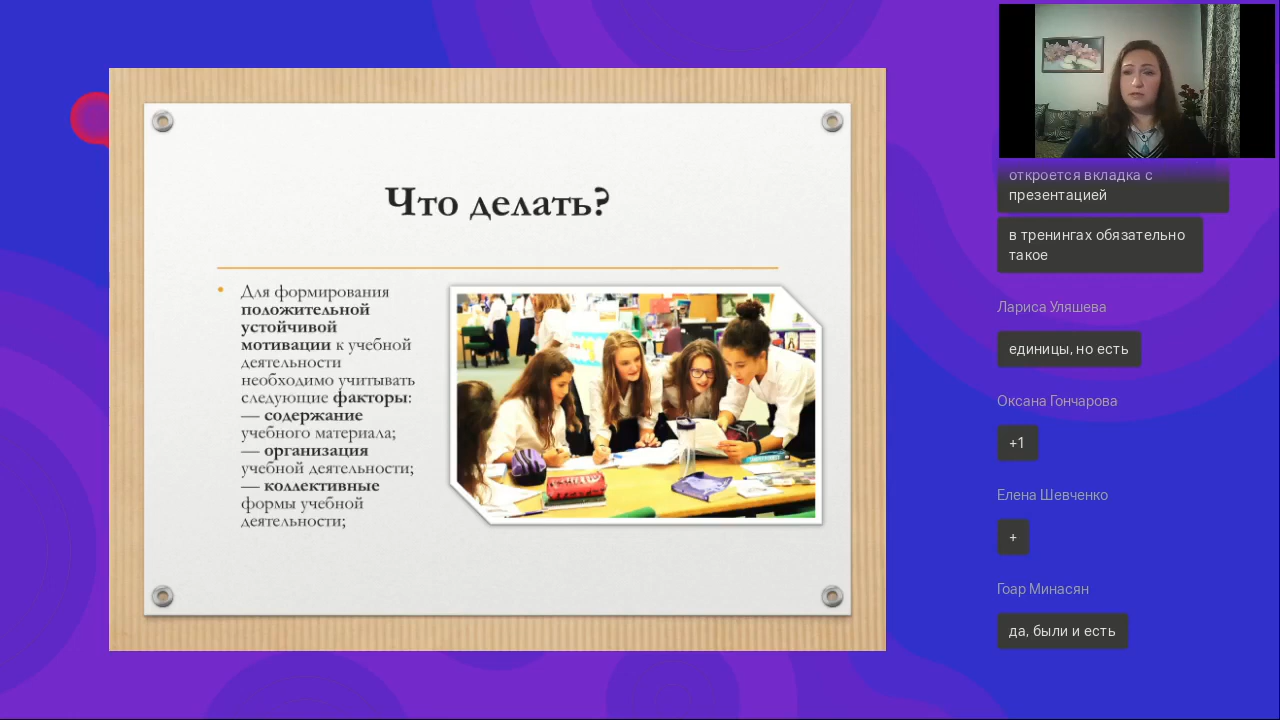 Что делать?
• Для формирования
положительной
устойчивой
мотивации к учебной
деятельности
необходимо учитывать
следующие факторы:
— содержание
учебного материала;
— организация
учебной деятельности;
— коллективные
формы учебной
деятельности;
откроется вкладка с
презентацией
в тренингах обязательно
такое
Лариса Уляшева
единицы, но есть
Оксана Гончарова
+1
Елена Шевченко
+
Гоар Минасян
да, были и есть